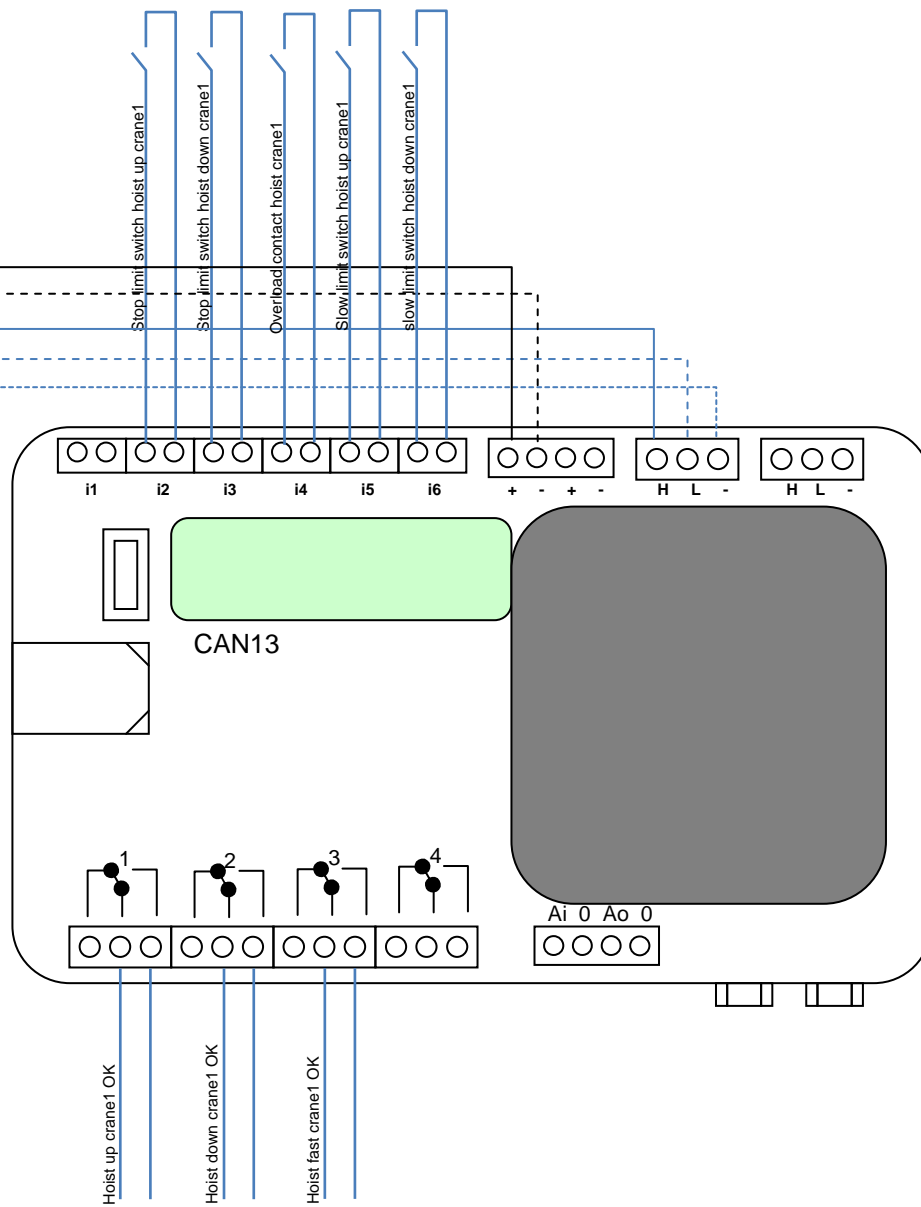 Stop limit switch hoist up crane1
Stop limit switch hoist down crane1
Overload contact hoist crane1
Slow limit switch hoist up crane1
slow limit switch hoist down crane1
i1 i2 i3 i4 i5 i6 + - + - H L - H L -
CAN13
1 2 3 4
Ai 0 Ao 0
Hoist up crane1 OK
Hoist down crane1 OK
Hoist fast crane1 OK